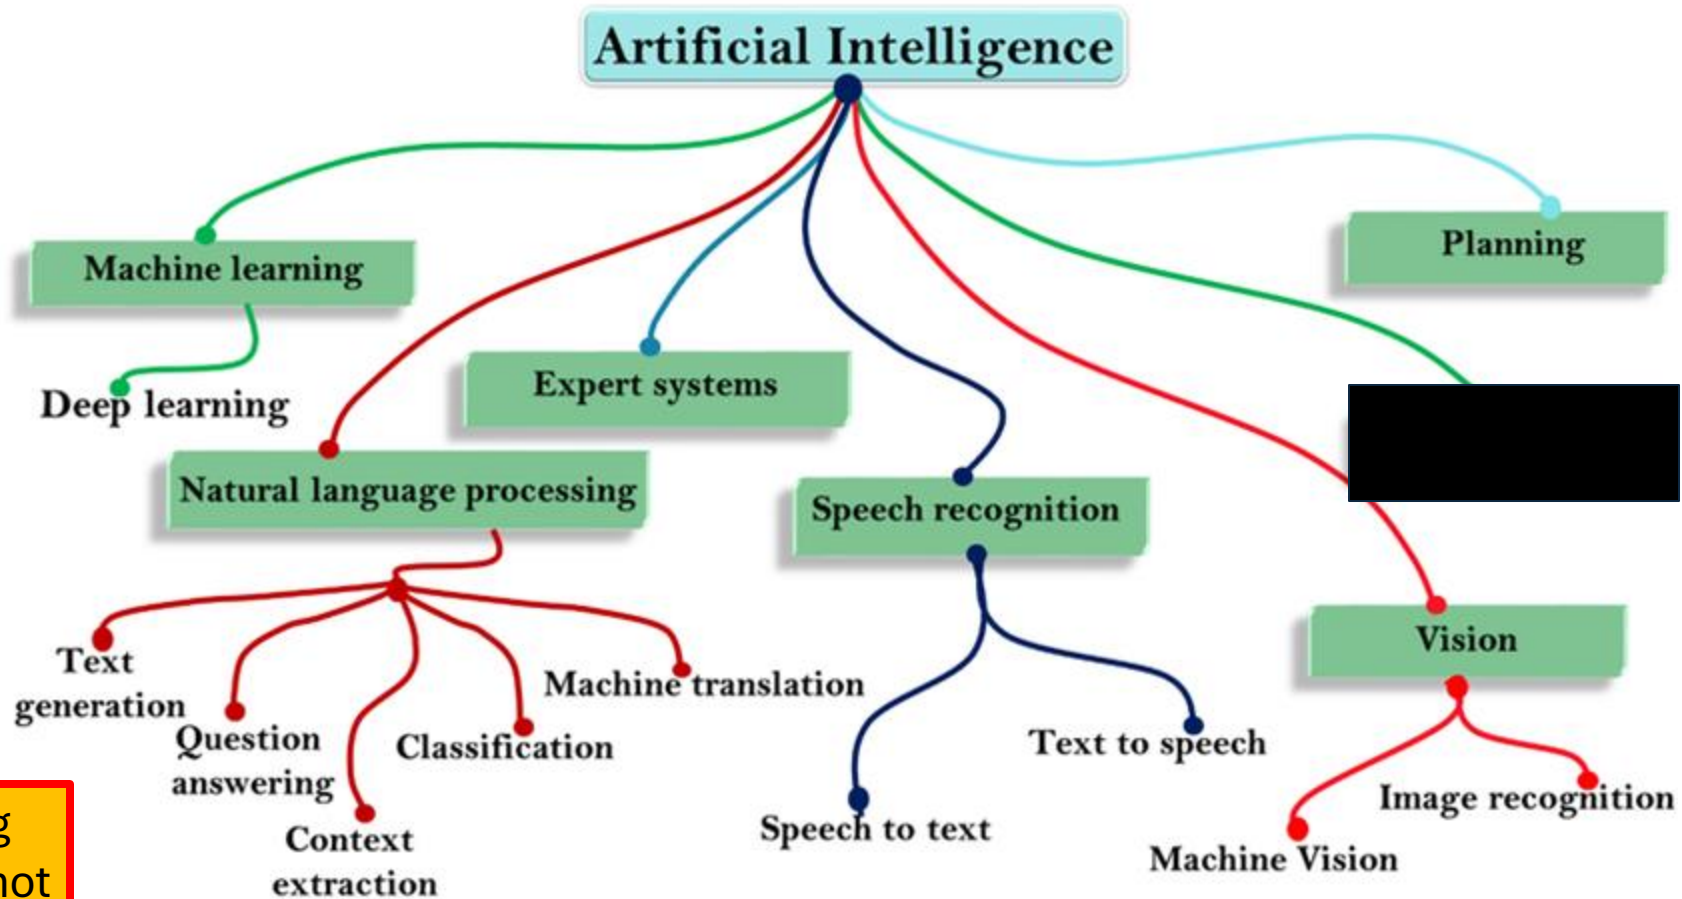 Artificial Intelligence
Machine learning
Planning
Deep learning
Expert systems
Natural language processing
Speech recognition
Vision
Text
generation
Question
answering
Context
extraction
Classification
Machine translation
Speech to text
Text to speech
Machine Vision
Image recognition
not